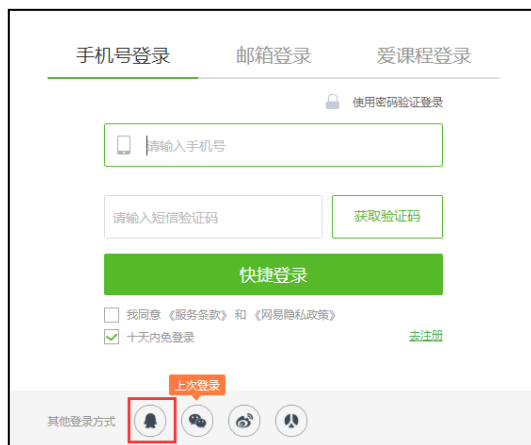 手机号登录 邮箱登录 爱课程登录
使用密码验证登录
请输入手机号
请输入短信验证码 获取验证码
快捷登录
我同意《服务条款》和《网易隐私政策》
十天内免登录 去注册
上次登录
其他登录方式